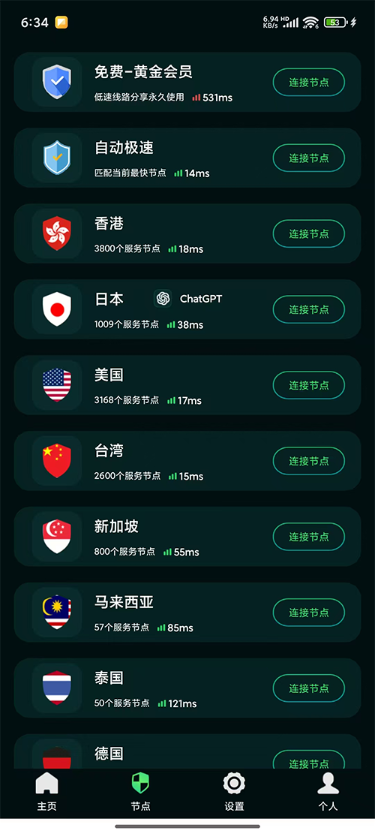 6:34
6.94 KB/s HD 53
免费-黄金会员
低速线路分享永久使用 531ms
连接节点
自动极速
匹配当前最快节点 14ms
连接节点
香港
3800个服务节点 18ms
连接节点
日本 ChatGPT
1009个服务节点 38ms
连接节点
美国
3168个服务节点 17ms
连接节点
台湾
2600个服务节点 15ms
连接节点
新加坡
800个服务节点 55ms
连接节点
马来西亚
57个服务节点 85ms
连接节点
泰国
50个服务节点 121ms
连接节点
德国
连接节点
主页 节点 设置 个人